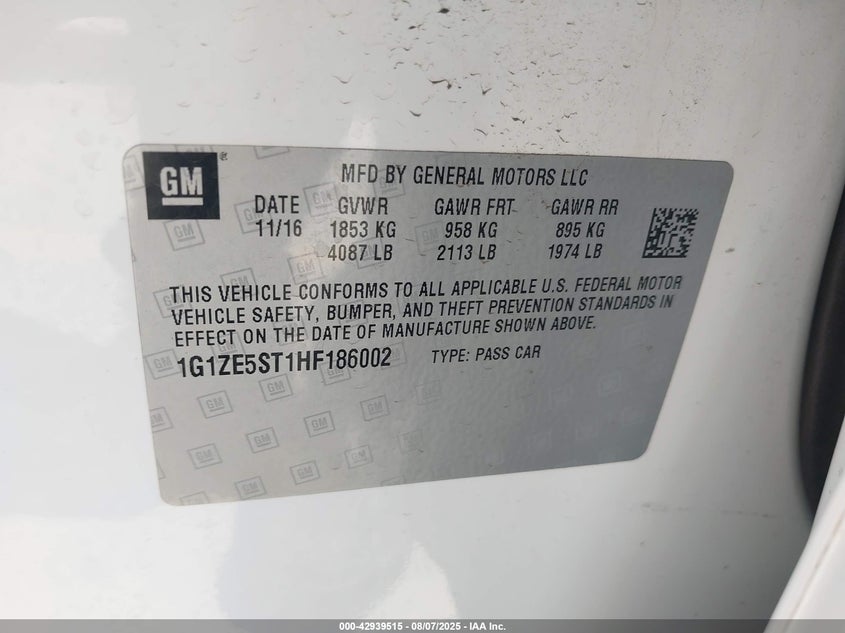 GM
MFD BY GENERAL MOTORS LLC
DATE GVWR GAWR FRT GAWR RR
11/16 1853 KG 958 KG 895 KG
4087 LB 2113 LB 1974 LB
THIS VEHICLE CONFORMS TO ALL APPLICABLE U.S. FEDERAL MOTOR
VEHICLE SAFETY, BUMPER, AND THEFT PREVENTION STANDARDS IN
EFFECT ON THE DATE OF MANUFACTURE SHOWN ABOVE.
1G1ZE5ST1HF186002 TYPE: PASS CAR
000-42939515 - 08/07/2025 - IAA Inc.